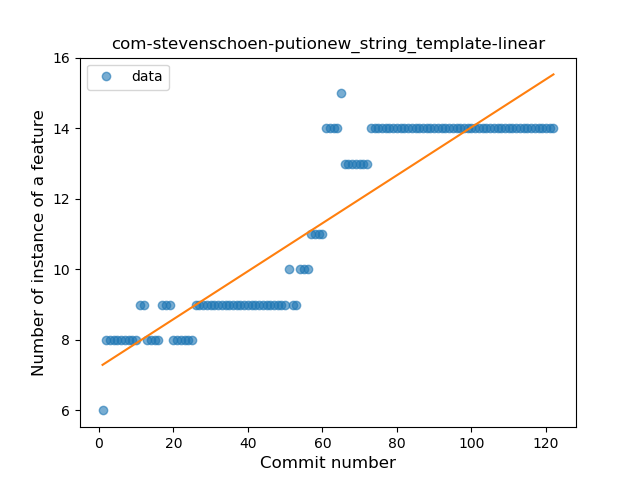 com-stevenschoen-putionew_string_template-linear
data
Number of instance of a feature
16
14
12
10
8
6
0 20 40 60 80 100 120
Commit number